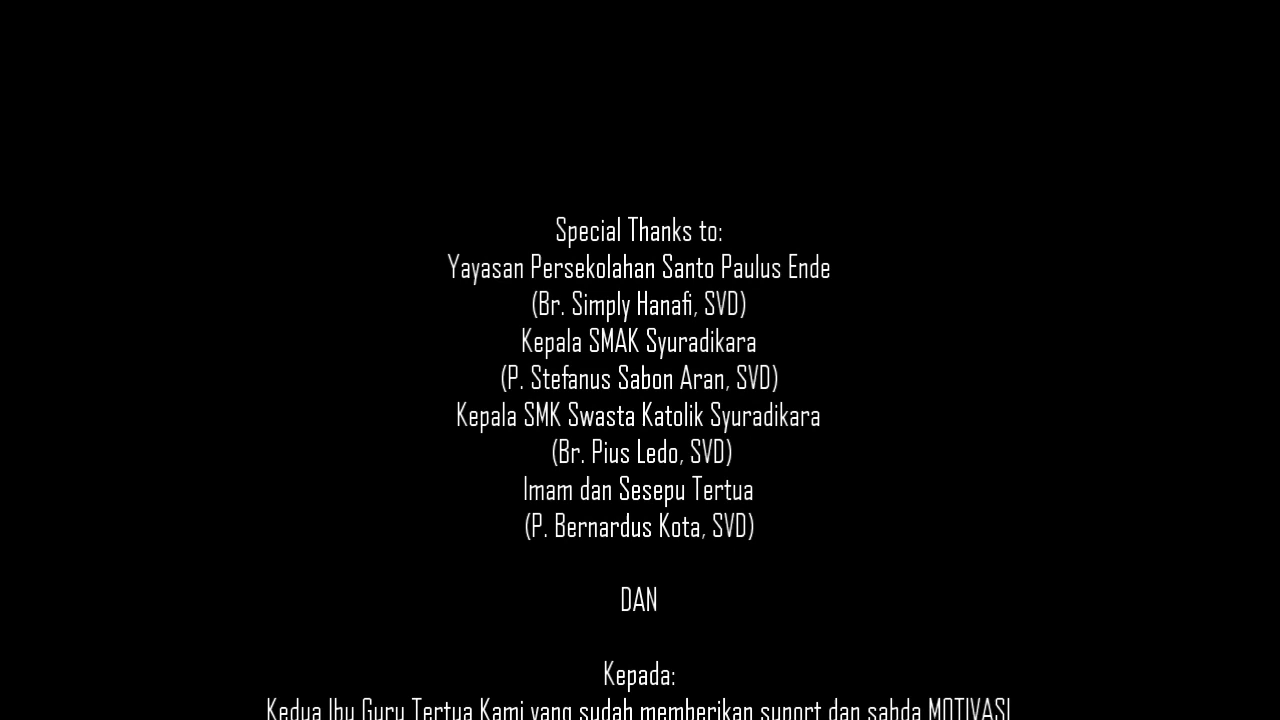 Special Thanks to:
Yayasan Persekolahan Santo Paulus Ende
(Br. Simply Hanafi, SVD)
Kepala SMAK Syuradikara
(P. Stefanus Sabon Aran, SVD)
Kepala SMK Swasta Katolik Syuradikara
(Br. Pius Ledo, SVD)
Imam dan Sesepu Tertua
(P. Bernardus Kota, SVD)
DAN
Kepada:
Kedua Ibu Guru Tertua Kami yang sudah memberikan suport dan sabda MOTIVASI